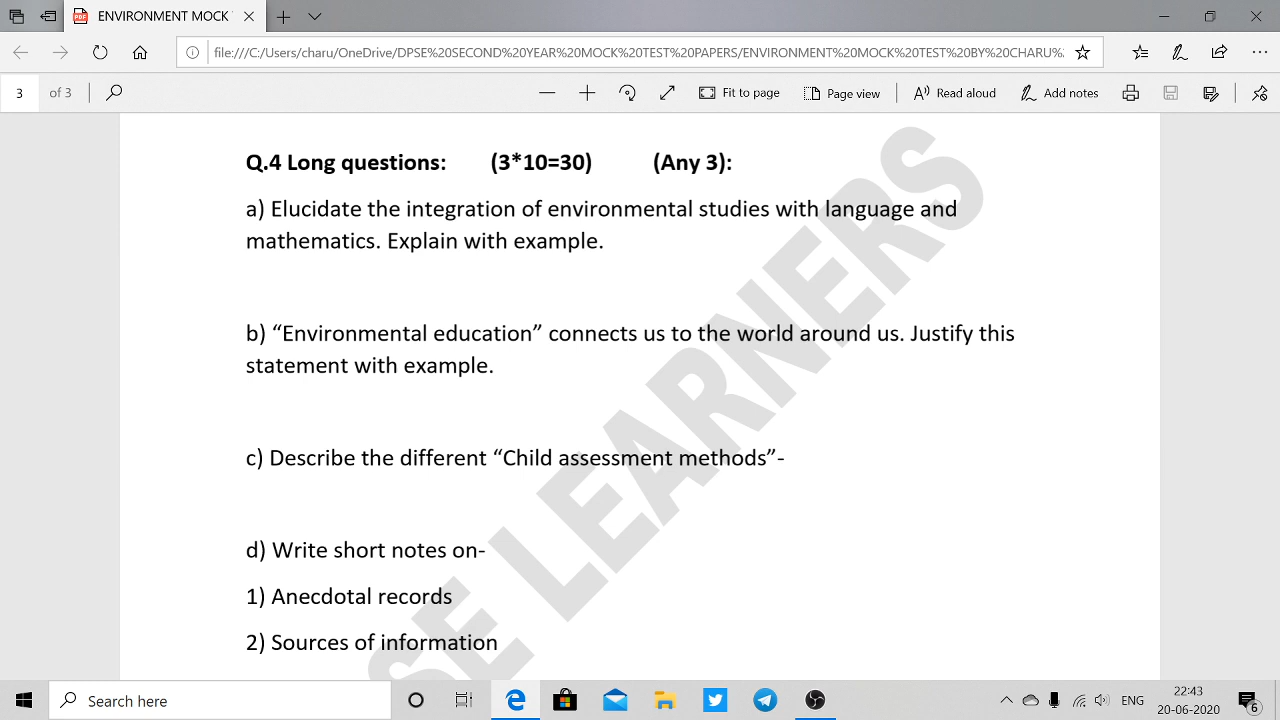 ENVIRONMENT MOCK
file:///C:/Users/charu/OneDrive/DPSE%20SECOND%20YEAR%20MOCK%20TEST%20PAPERS/ENVIRONMENT%20MOCK%20TEST%20BY%20CHARU%
3 of 3 Fit to page Page view Read aloud Add notes
Q.4 Long questions: (3*10=30) (Any 3):
a) Elucidate the integration of environmental studies with language and
mathematics. Explain with example.
b) “Environmental education” connects us to the world around us. Justify this
statement with example.
c) Describe the different “Child assessment methods”-
d) Write short notes on-
1) Anecdotal records
2) Sources of information
SE LEARNERS
Search here
ENG
22:43
20-06-2020
6